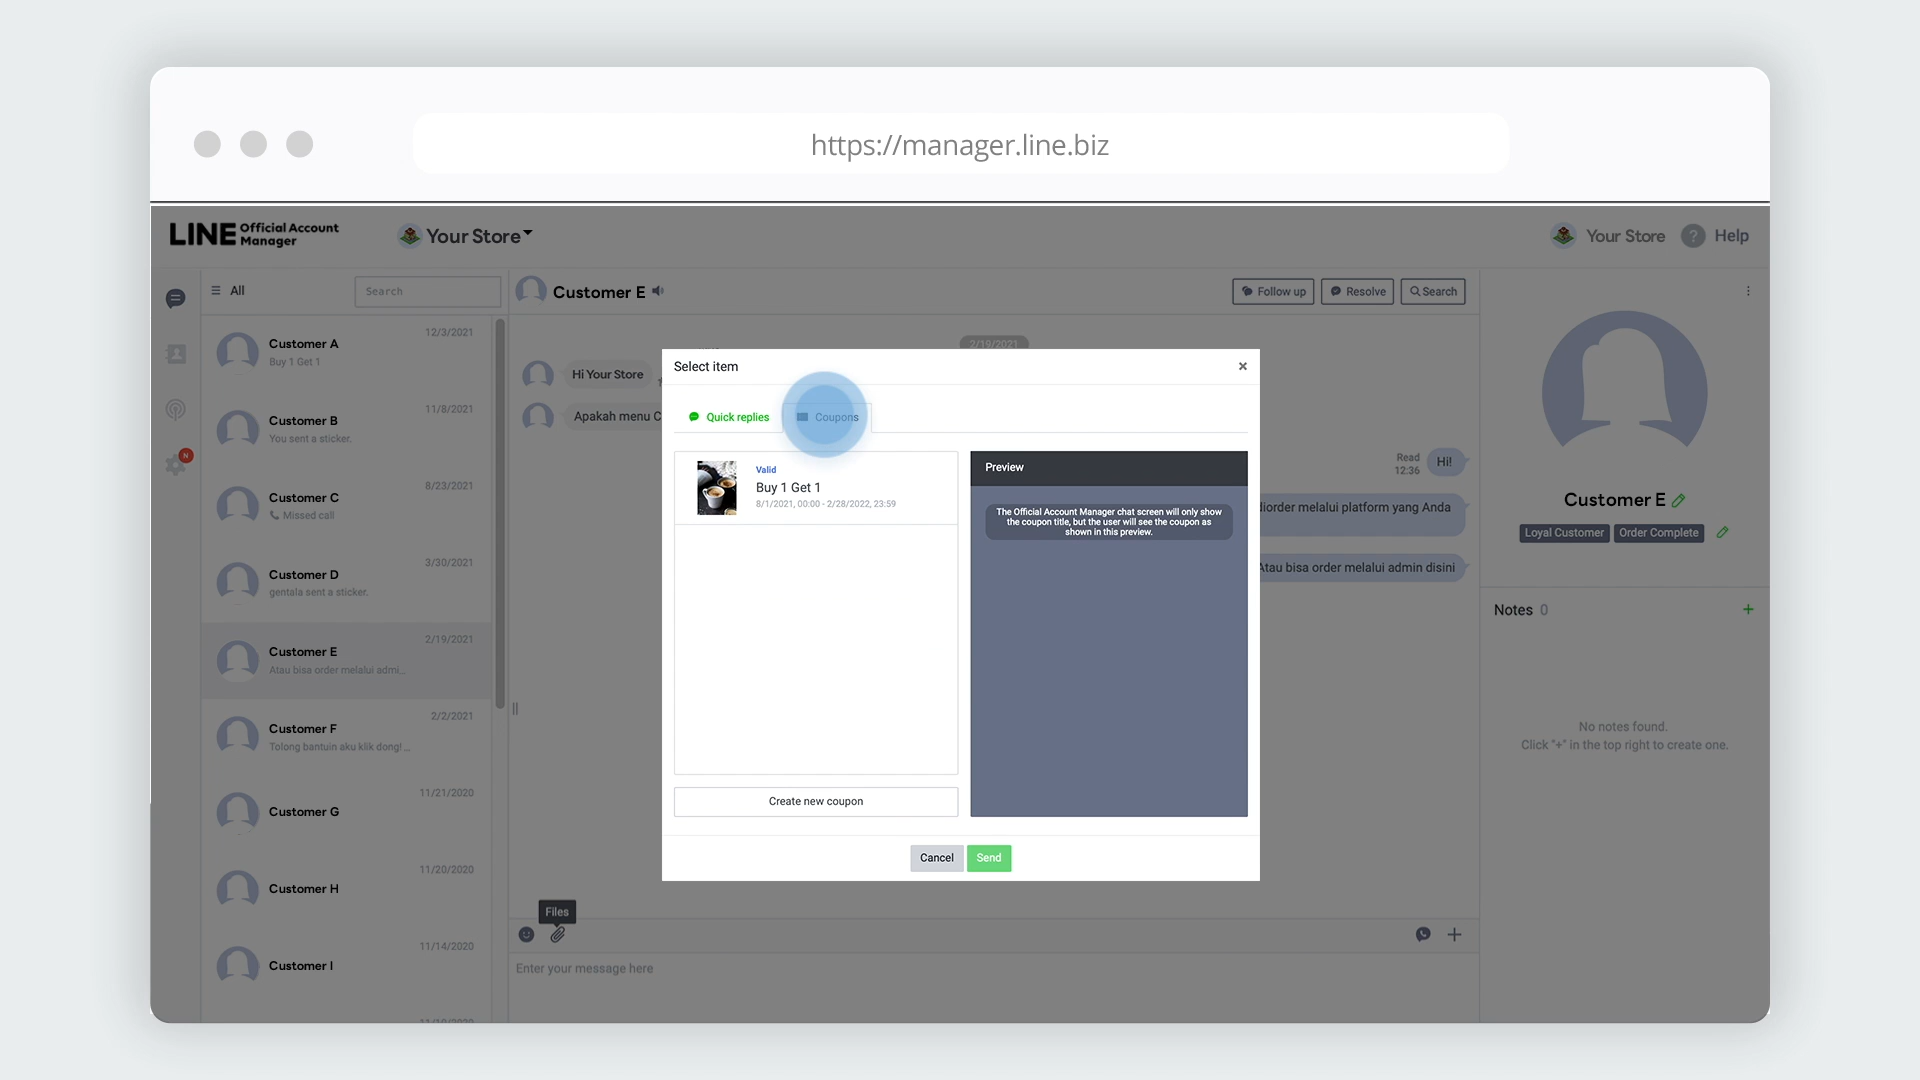 https://manager.line.biz
LINE Official Account Manager
Your Store
Your Store
? Help
All
Search
Customer A
12/3/2021
Buy 1 Get 1
Customer B
11/8/2021
You sent a sticker.
Customer C
8/23/2021
Missed call
Customer D
3/30/2021
gentala sent a sticker.
Customer E
2/19/2021
Atau bisa order melalui admi...
Customer F
2/2/2021
Tolong bantuin aku klik dong! ...
Customer G
11/21/2020
Customer H
11/20/2020
Customer I
11/14/2020
Customer E
Follow up
Resolve
Search
2/19/2021
Hi Your Store
Apakah menu C
Read
12:36
Hi!
diorder melalui platform yang Anda
Atau bisa order melalui admin disini
Select item
Quick replies
Coupons
Valid
Buy 1 Get 1
8/1/2021, 00:00 - 2/28/2022, 23:59
Create new coupon
Preview
The Official Account Manager chat screen will only show
the coupon title, but the user will see the coupon as
shown in this preview.
Cancel
Send
Files
Enter your message here
Customer E
Loyal Customer
Order Complete
Notes 0
No notes found.
Click "+" in the top right to create one.
N